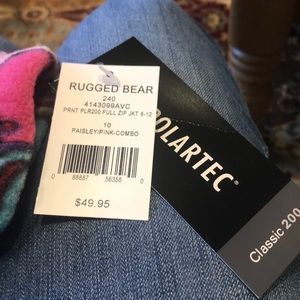 RUGGED BEAR
240
4143099AVC
PRNT PLR200 FULL ZIP JKT 8-12
10
PAISLEY/PINK-COMBO
0 88887 56358 0
$49.95
POLARTEC®
Classic 200